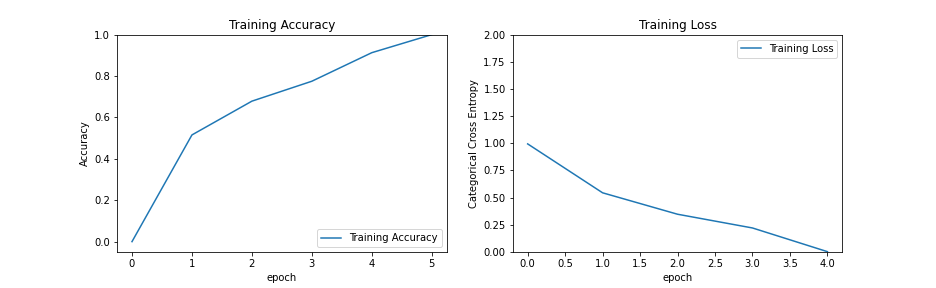 Training Accuracy
1.0
0.8
0.6
0.4
0.2
0.0
Accuracy
Training Accuracy
0 1 2 3 4 5
epoch
Training Loss
2.00
1.75
1.50
1.25
1.00
0.75
0.50
0.25
0.00
Categorical Cross Entropy
Training Loss
0.0 0.5 1.0 1.5 2.0 2.5 3.0 3.5 4.0
epoch